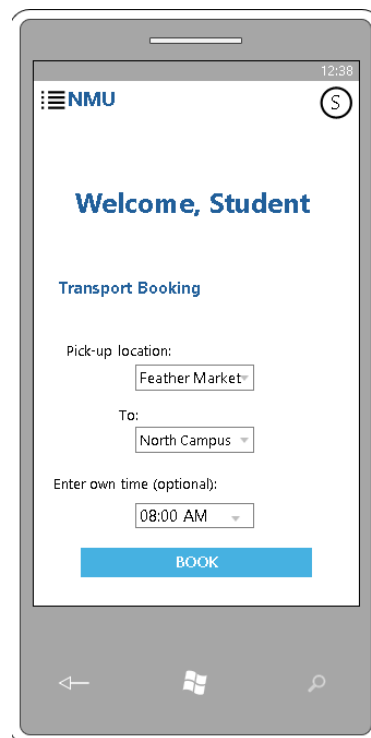 12:38
NMU
S
Welcome, Student
Transport Booking
Pick-up location:
Feather Market
To:
North Campus
Enter own time (optional):
08:00 AM
BOOK